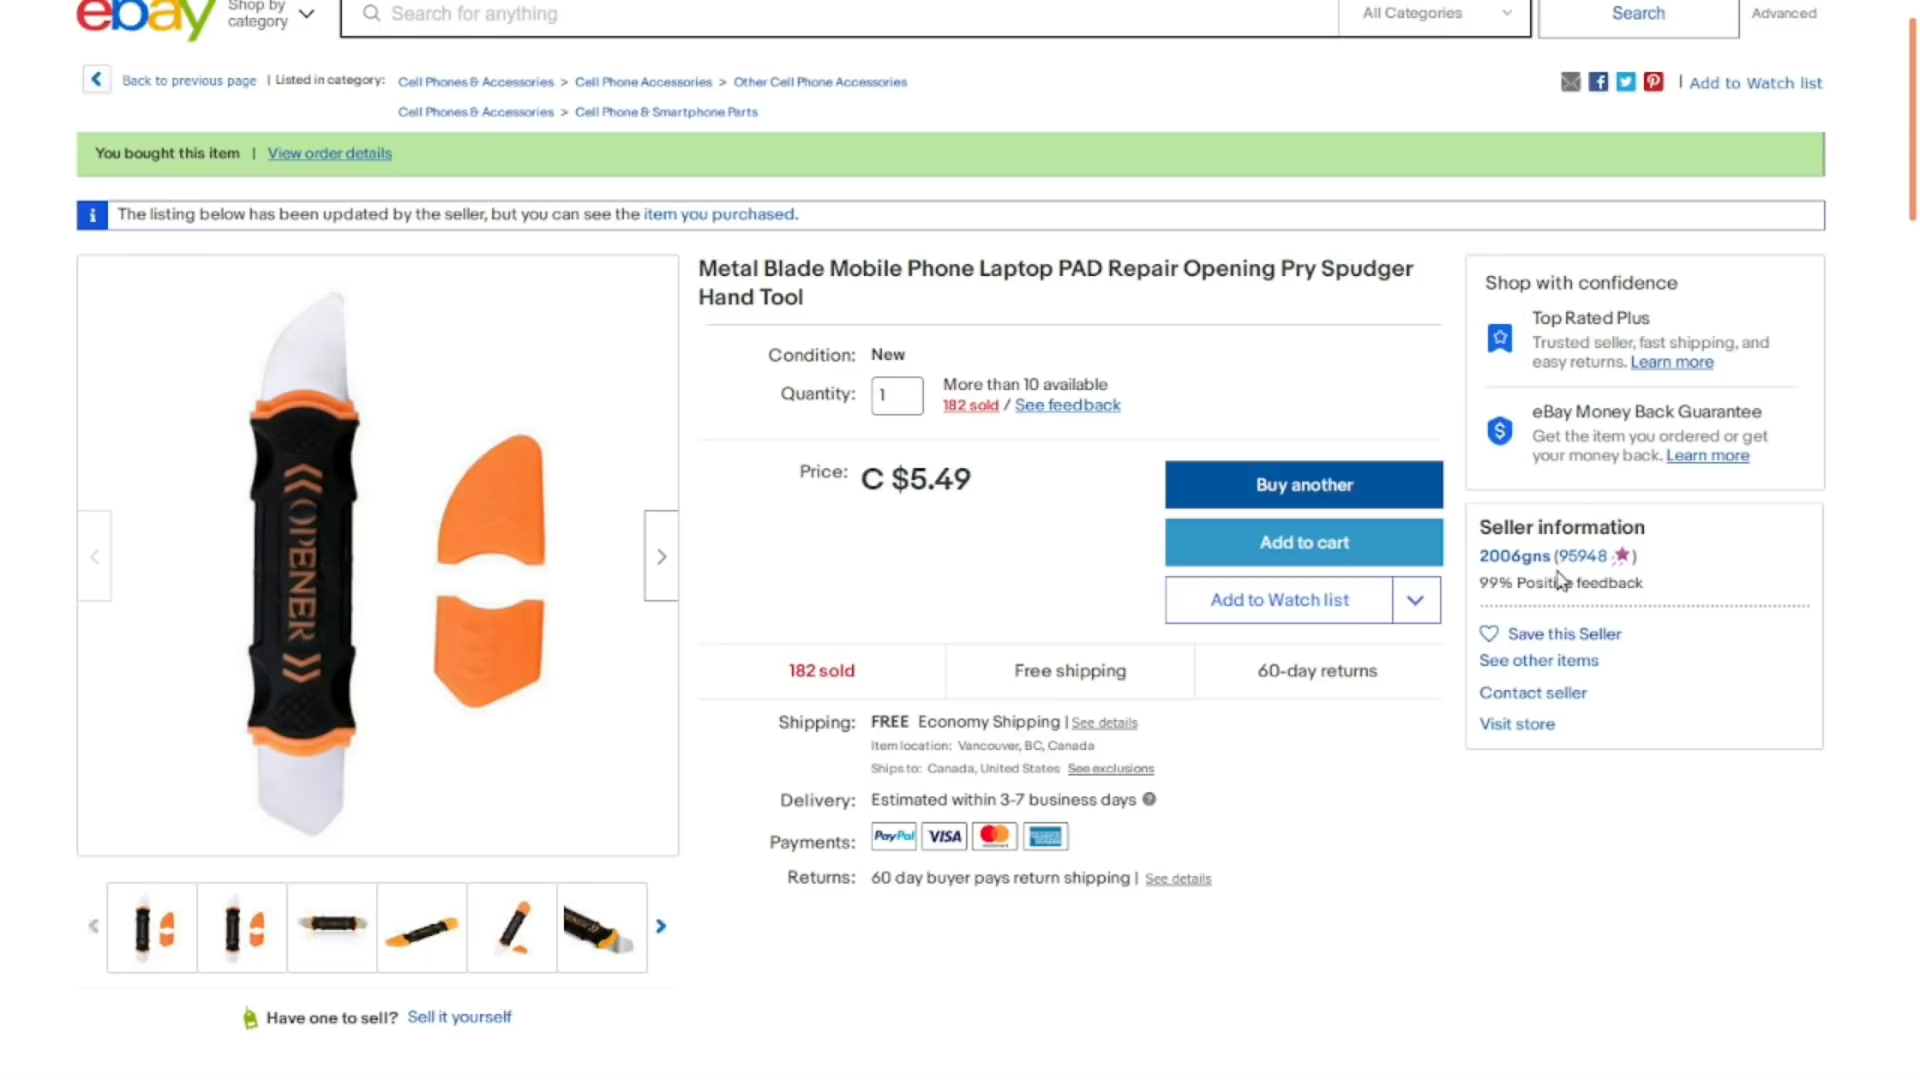 ebay
Shop by
category
Search for anything
All Categories
Search
Advanced
Back to previous page | Listed in category:
Cell Phones & Accessories > Cell Phone Accessories > Other Cell Phone Accessories
Cell Phones & Accessories > Cell Phone & Smartphone Parts
| Add to Watch list
You bought this item | View order details
The listing below has been updated by the seller, but you can see the item you purchased.
OPENER
Metal Blade Mobile Phone Laptop PAD Repair Opening Pry Spudger
Hand Tool
Condition: New
Quantity: 1
More than 10 available
182 sold / See feedback
Price: C $5.49
Buy another
Add to cart
Add to Watch list
182 sold
Free shipping
60-day returns
Shipping: FREE Economy Shipping | See details
Item location: Vancouver, BC, Canada
Ships to: Canada, United States See exclusions
Delivery: Estimated within 3-7 business days
Payments: PayPal VISA
Returns: 60 day buyer pays return shipping | See details
Shop with confidence
Top Rated Plus
Trusted seller, fast shipping, and
easy returns. Learn more
eBay Money Back Guarantee
Get the item you ordered or get
your money back. Learn more
Seller information
2006gns (95948)
99% Positive feedback
Save this Seller
See other items
Contact seller
Visit store
Have one to sell? Sell it yourself